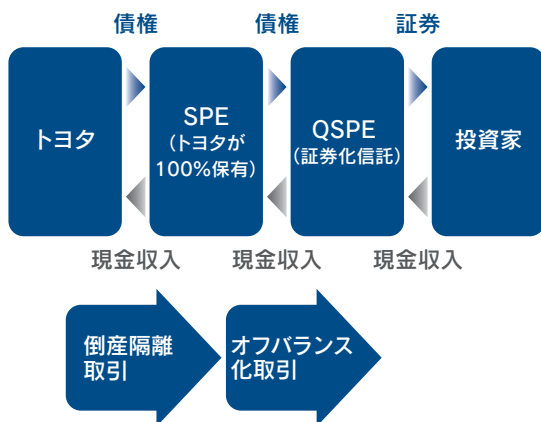 債権
債権
証券
トヨタ
SPE
(トヨタが
100%保有)
QSPE
(証券化信託)
投資家
現金収入
現金収入
現金収入
倒産隔離
取引
オフバランス
化取引